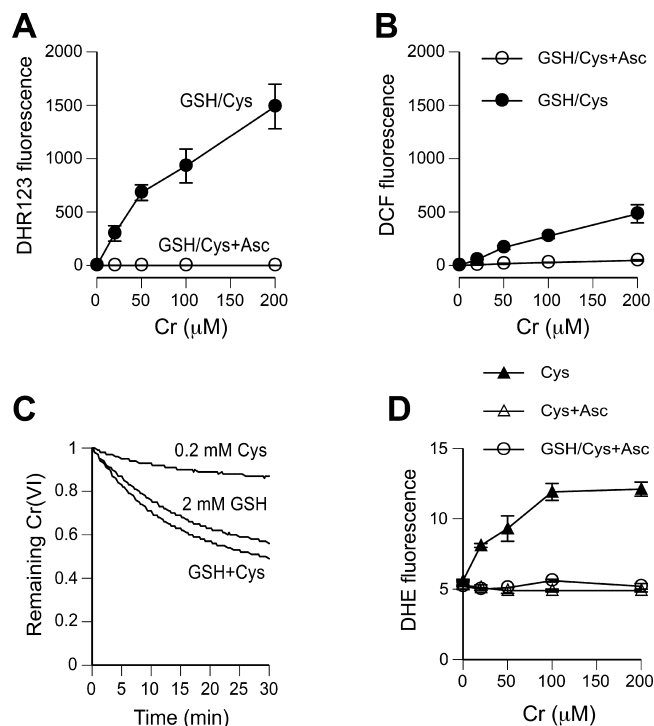 A
2000
1500
1000
500
0
DHR123 fluorescence
GSH/Cys
GSH/Cys+Asc
0 50 100 150 200
Cr (μM)
B
2000
1500
1000
500
0
DCF fluorescence
GSH/Cys+Asc
GSH/Cys
0 50 100 150 200
Cr (μM)
C
1
0.8
0.6
0.4
0.2
0
Remaining Cr(VI)
0.2 mM Cys
2 mM GSH
GSH+Cys
0 5 10 15 20 25 30
Time (min)
D
Cys
Cys+Asc
GSH/Cys+Asc
15
10
5
0
DHE fluorescence
0 50 100 150 200
Cr (μM)